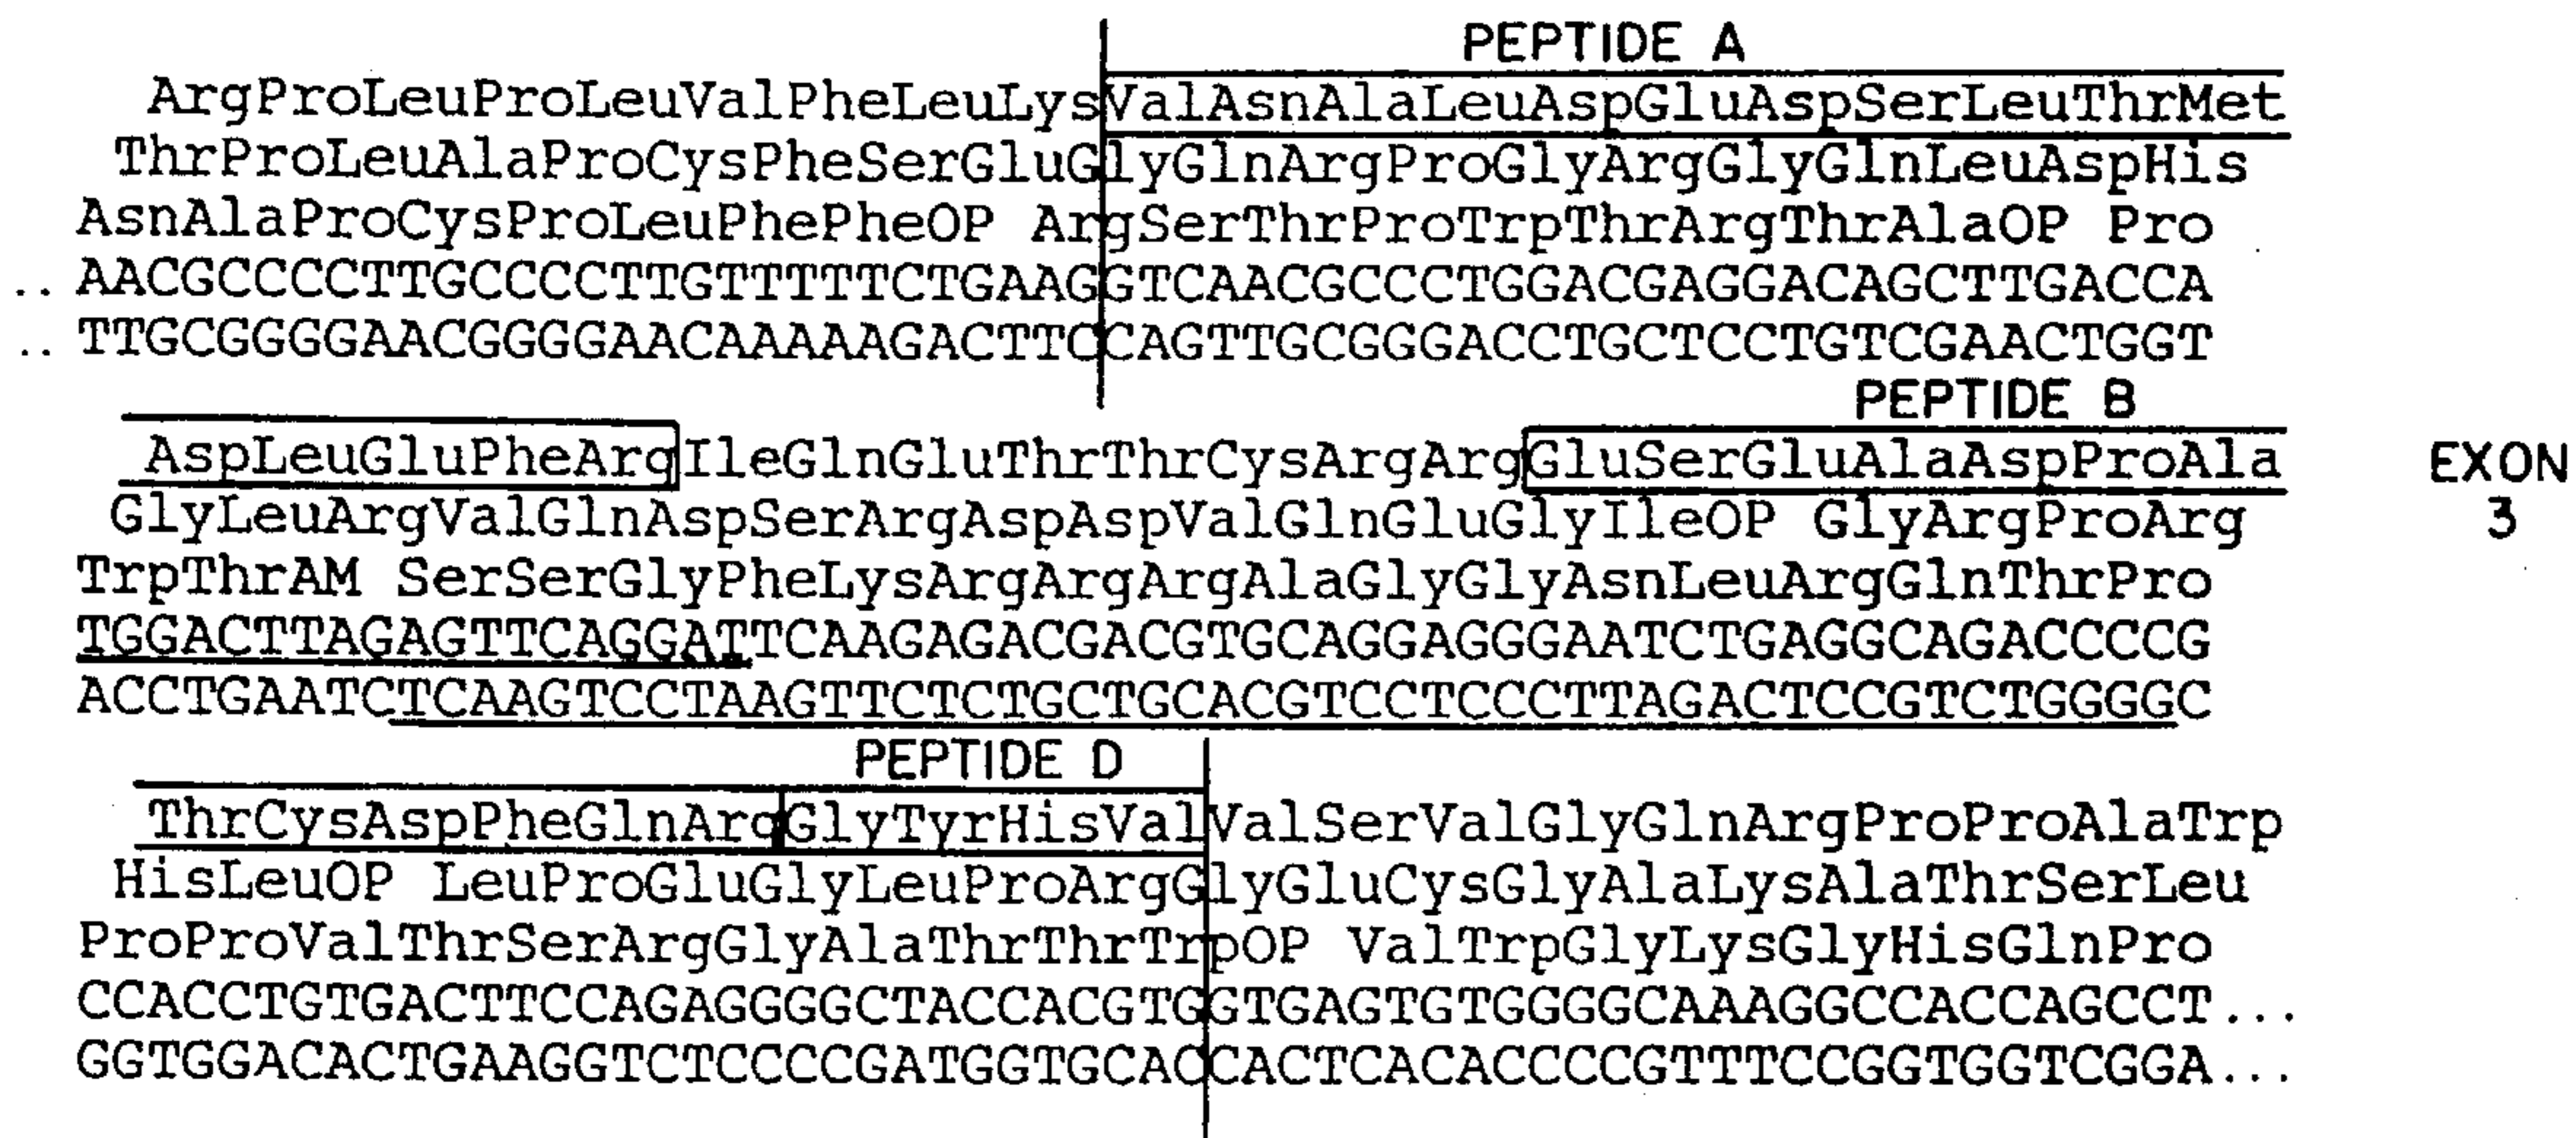 PEPTIDE A
ArgProLeuProLeuValPheLeuLysValAsnAlaLeuAspGluAspSerLeuThrMet
ThrProLeuAlaProCysPheSerGluGlyGlnArgProGlyArgGlyGlnLeuAspHis
AsnAlaProCysProLeuPhePheOP ArgSerThrProTrpThrArgThrAlaOP Pro
.. AACGCCCCTTGCCCCTTGTTTTTCTGAAGGTCAACGCCCTGGACGAGGACAGCTTGACCA
.. TTGCGGGGAACGGGGAACAAAAAGACTTCCAGTTGCGGGACCTGCTCCTGTCGAACTGGT
PEPTIDE B
AspLeuGluPheArgIleGlnGluThrThrCysArgArgGluSerGluAlaAspProAla
GlyLeuArgValGlnAspSerArgAspAspValGlnGluGlyIleOP GlyArgProArg
TrpThrAM SerSerGlyPheLysArgArgArgAlaGlyGlyAsnLeuArgGlnThrPro
TGGACTTAGAGTTCAGGATTCAAGAGACGACGTGCAGGAGGGAATCTGAGGCAGACCCCG
ACCTGAATCTCAAGTCCTAAGTTCTCTGCTGCACGTCCTCCCTTAGACTCCGTCTGGGGC
EXON
3
PEPTIDE D
ThrCysAspPheGlnArgGlyTyrHisValValSerValGlyGlnArgProProAlaTrp
HisLeuOP LeuProGluGlyLeuProArgGlyGluCysGlyAlaLysAlaThrSerLeu
ProProValThrSerArgGlyAlaThrThrTrpOP ValTrpGlyLysGlyHisGlnPro
CCACCTGTGACTTCCAGAGGGGCTACCACGTGGTGAGTGTGGGGCAAAGGCCACCAGCCT...
GGTGGACACTGAAGGTCTCCCCGATGGTGCACCACTCACACCCCGTTTCCGGTGGTCGGA...